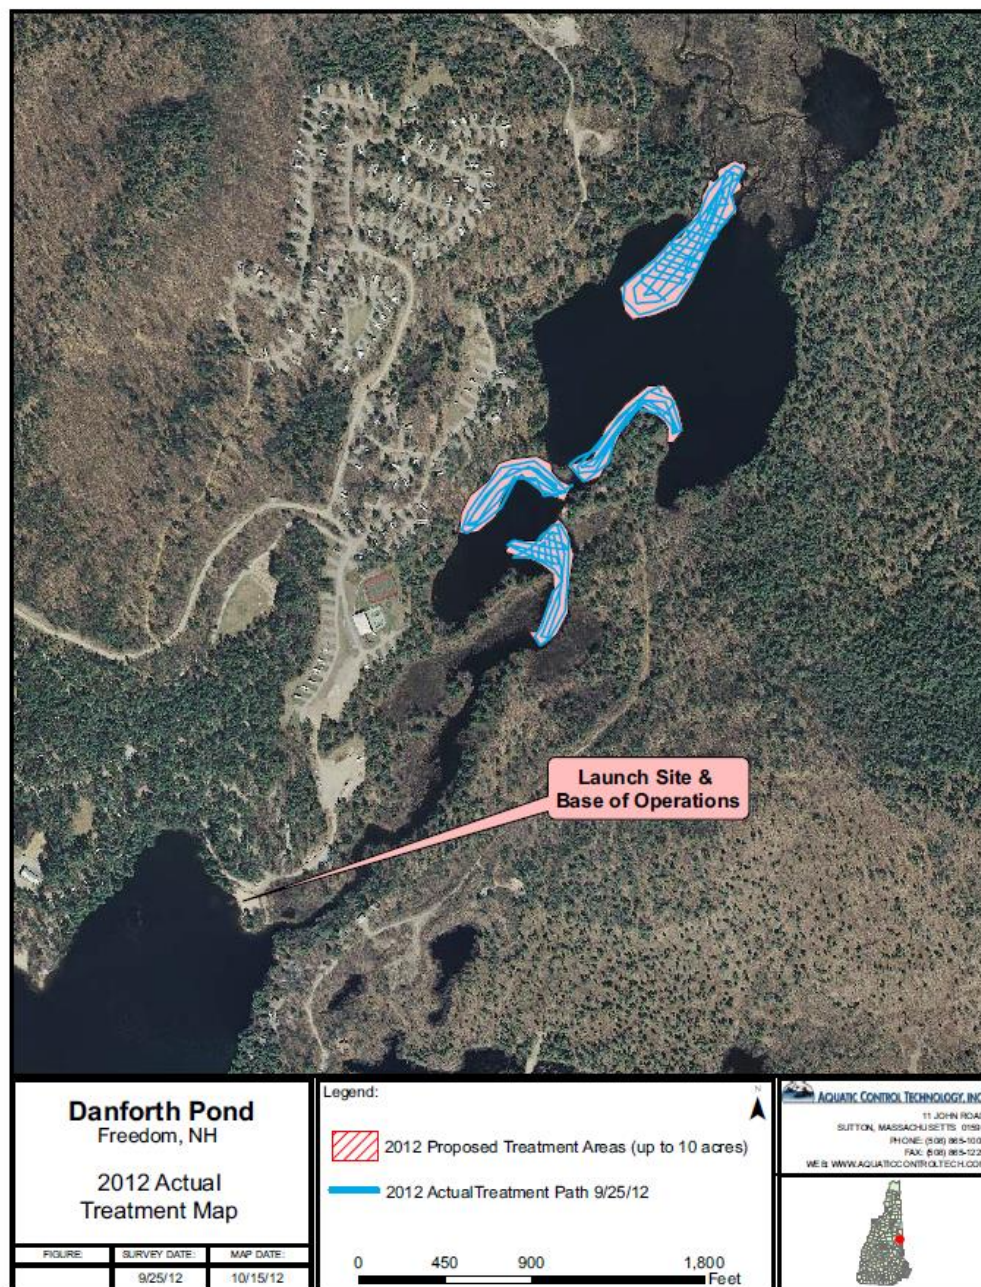 Launch Site &
Base of Operations
Danforth Pond
Freedom, NH
2012 Actual
Treatment Map
FIGURE: SURVEY DATE: MAP DATE:
9/25/12 10/15/12
Legend:
N
2012 Proposed Treatment Areas (up to 10 acres)
2012 ActualTreatment Path 9/25/12
0 450 900 1,800
Feet
AQUATIC CONTROL TECHNOLOGY, INC
11 JOHN ROAD
SUTTON, MASSACHUSETTS 0159
PHONE: (508) 865-100
FAX: (508) 865-122
WEB: WWW.AQUATICCONTROLTECH.COM